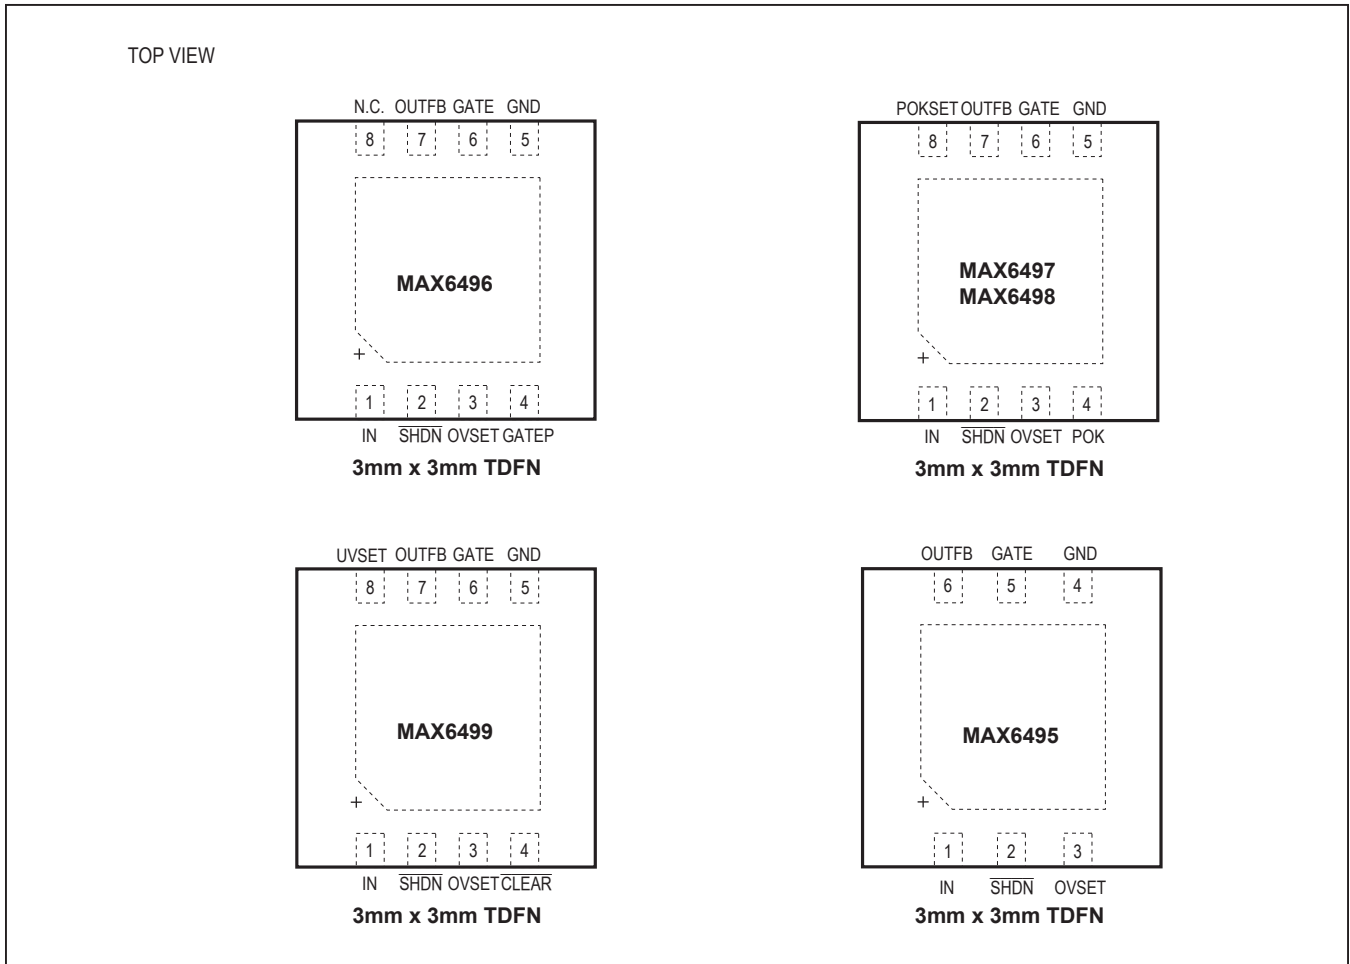 TOP VIEW
N.C. OUTFB GATE GND
8 7 6 5
MAX6496
+
1 2 3 4
IN SHDN OVSET GATEP
3mm x 3mm TDFN
POKSET OUTFB GATE GND
8 7 6 5
MAX6497
MAX6498
+
1 2 3 4
IN SHDN OVSET POK
3mm x 3mm TDFN
UVSET OUTFB GATE GND
8 7 6 5
MAX6499
+
1 2 3 4
IN SHDN OVSET CLEAR
3mm x 3mm TDFN
OUTFB GATE GND
6 5 4
MAX6495
+
1 2 3
IN SHDN OVSET
3mm x 3mm TDFN